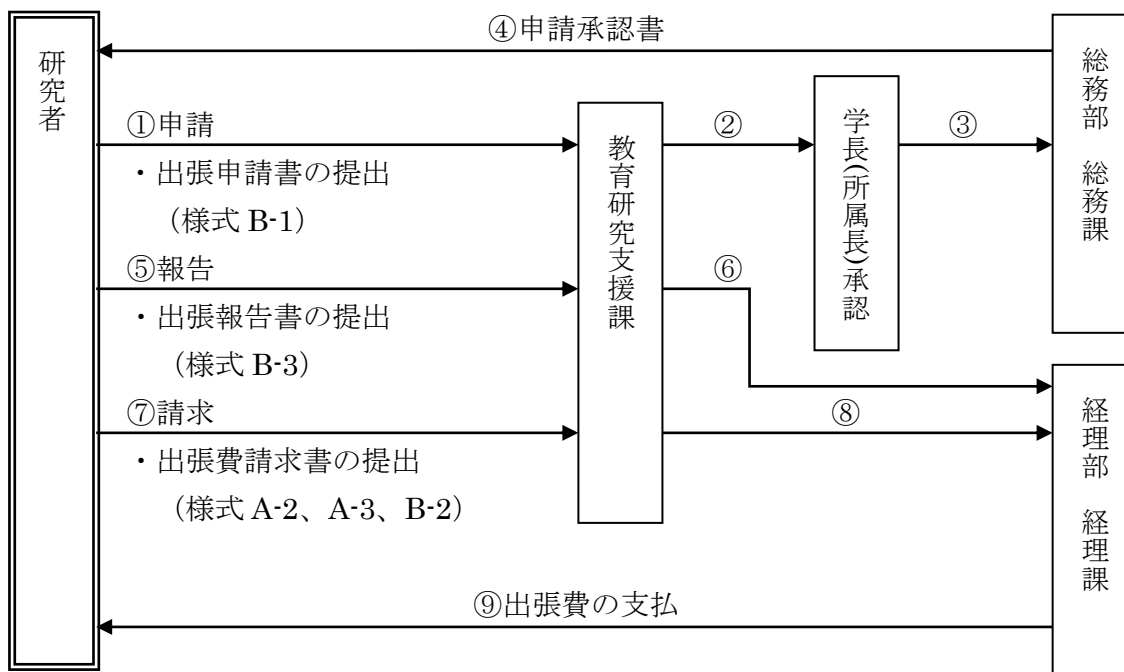 ④申請承認書
研究者
①申請
・出張申請書の提出
（様式 B-1）
②
③
教育研究支援課
学長(所属長)承認
総務部 総務課
⑤報告
・出張報告書の提出
（様式 B-3）
⑥
⑦請求
・出張費請求書の提出
（様式 A-2、A-3、B-2）
⑧
経理部 経理課
⑨出張費の支払